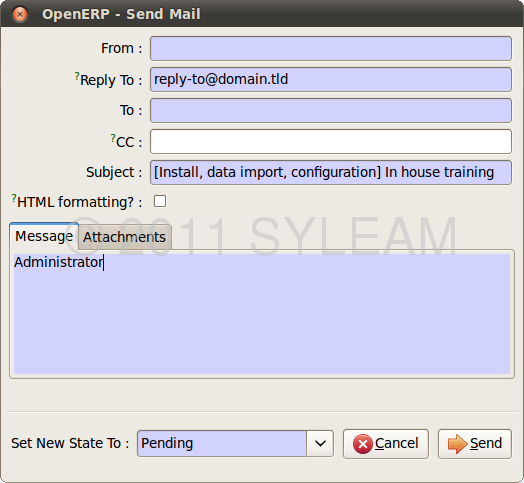 OpenERP - Send Mail
From :
?Reply To : reply-to@domain.tld
To :
?CC :
Subject : [Install, data import, configuration] In house training
?HTML formatting? :
© 2011 SYLEAM
Message Attachments
Administrator
Set New State To : Pending Cancel Send